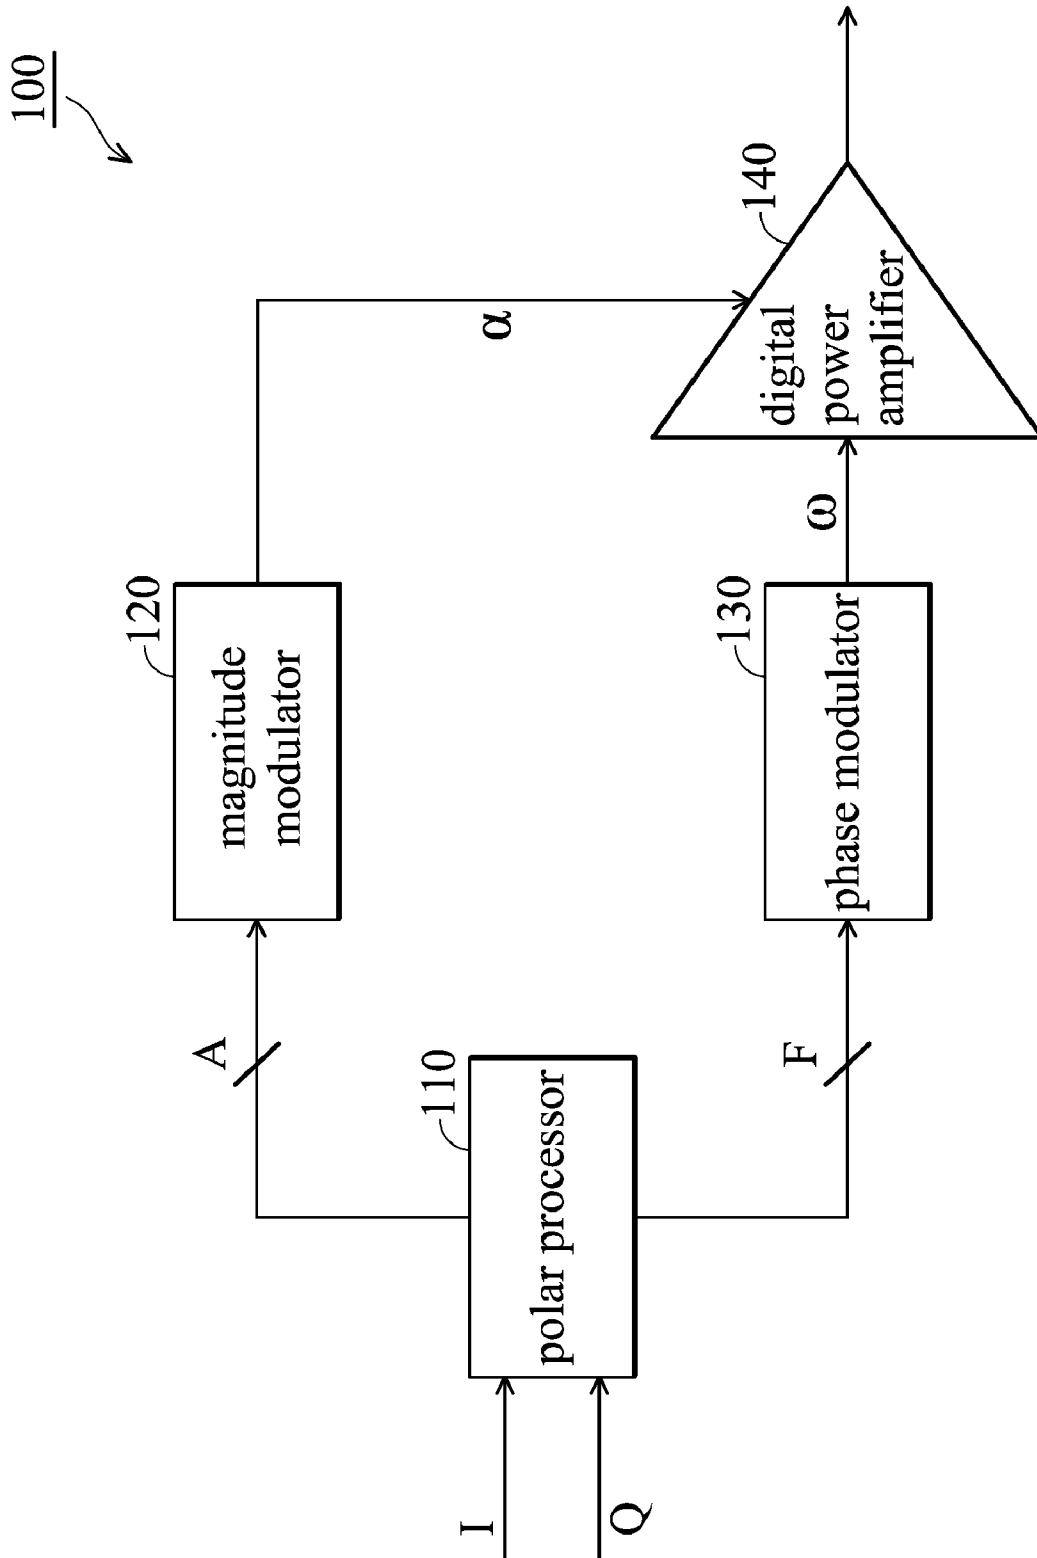 100
I
Q
110
polar processor
A
F
120
magnitude
modulator
130
phase modulator
α
ω
140
digital
power
amplifier